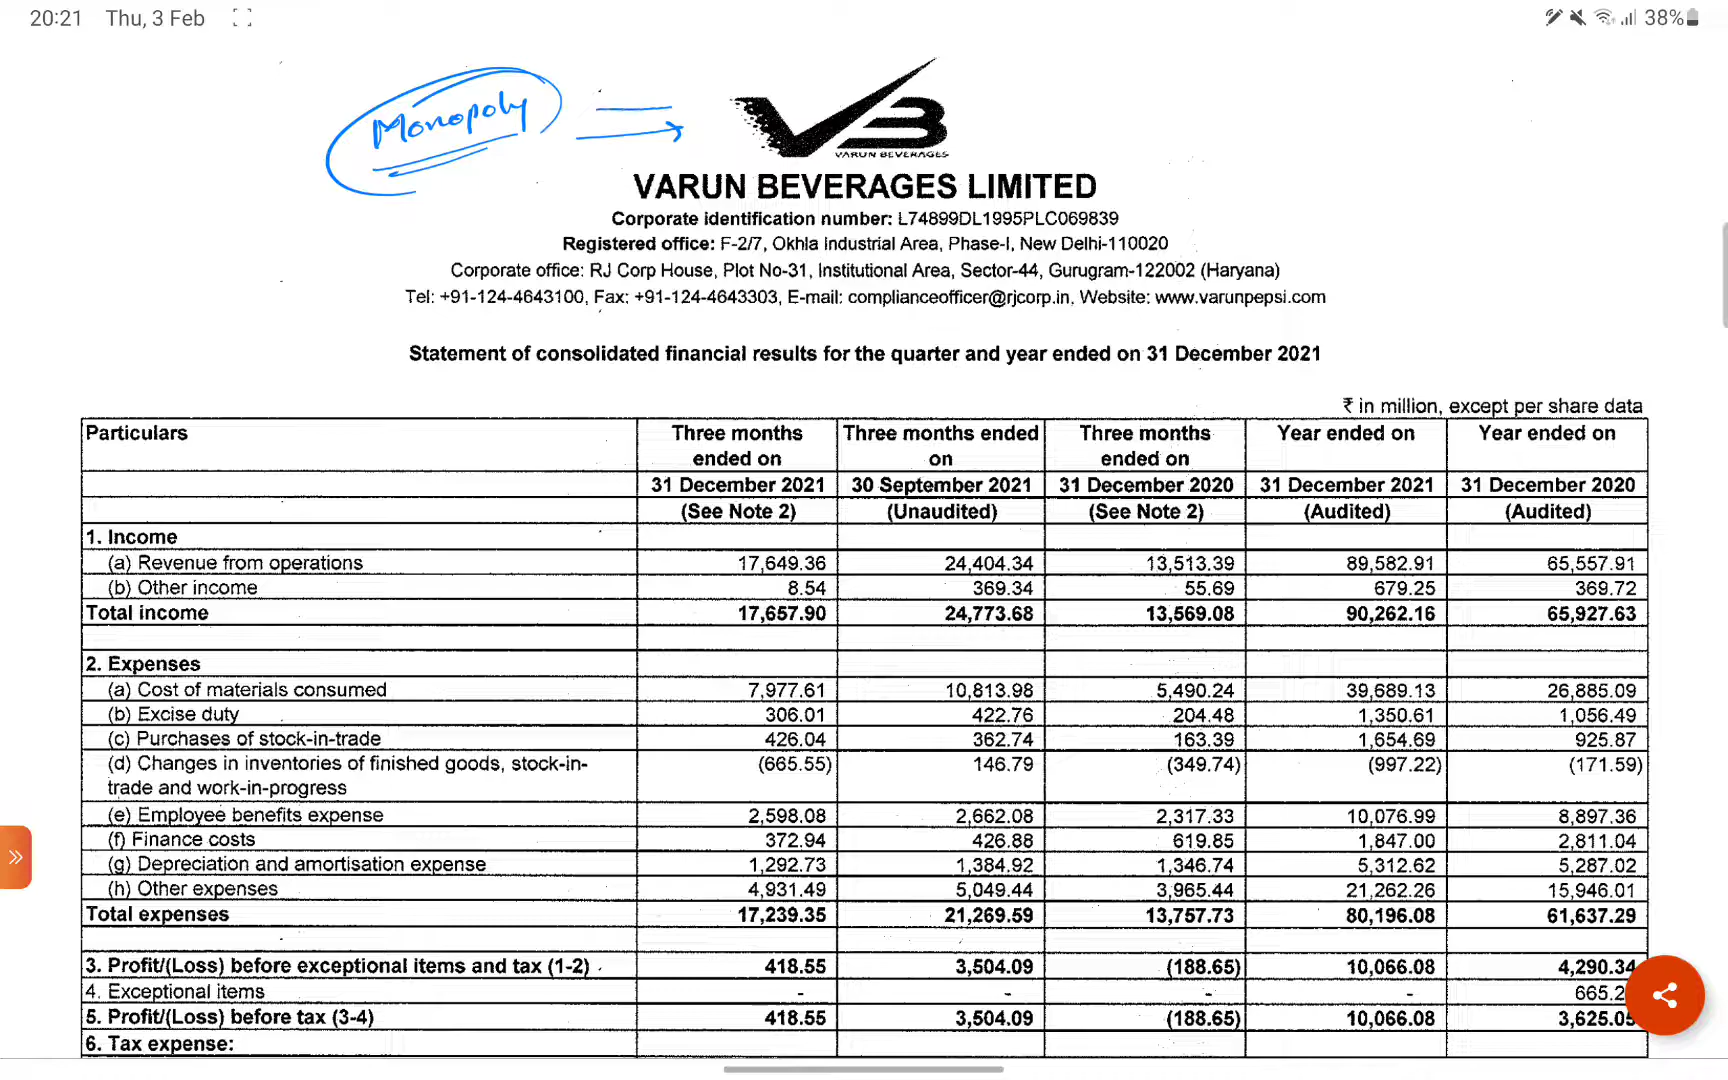 20:21 Thu, 3 Feb 38%
Monopoly
VARUN BEVERAGES
VARUN BEVERAGES LIMITED
Corporate identification number: L74899DL1995PLC069839
Registered office: F-2/7, Okhla Industrial Area, Phase-I, New Delhi-110020
Corporate office: RJ Corp House, Plot No-31, Institutional Area, Sector-44, Gurugram-122002 (Haryana)
Tel: +91-124-4643100, Fax: +91-124-4643303, E-mail: complianceofficer@rjcorp.in, Website: www.varunpepsi.com
Statement of consolidated financial results for the quarter and year ended on 31 December 2021
₹ in million, except per share data
Particulars Three months Three months ended Three months Year ended on Year ended on
ended on on ended on
31 December 2021 30 September 2021 31 December 2020 31 December 2021 31 December 2020
(See Note 2) (Unaudited) (See Note 2) (Audited) (Audited)
1. Income
(a) Revenue from operations 17,649.36 24,404.34 13,513.39 89,582.91 65,557.91
(b) Other income 8.54 369.34 55.69 679.25 369.72
Total income 17,657.90 24,773.68 13,569.08 90,262.16 65,927.63
2. Expenses
(a) Cost of materials consumed 7,977.61 10,813.98 5,490.24 39,689.13 26,885.09
(b) Excise duty 306.01 422.76 204.48 1,350.61 1,056.49
(c) Purchases of stock-in-trade 426.04 362.74 163.39 1,654.69 925.87
(d) Changes in inventories of finished goods, stock-in- (665.55) 146.79 (349.74) (997.22) (171.59)
trade and work-in-progress
(e) Employee benefits expense 2,598.08 2,662.08 2,317.33 10,076.99 8,897.36
(f) Finance costs 372.94 426.88 619.85 1,847.00 2,811.04
(g) Depreciation and amortisation expense 1,292.73 1,384.92 1,346.74 5,312.62 5,287.02
(h) Other expenses 4,931.49 5,049.44 3,965.44 21,262.26 15,946.01
Total expenses 17,239.35 21,269.59 13,757.73 80,196.08 61,637.29
3. Profit/(Loss) before exceptional items and tax (1-2) 418.55 3,504.09 (188.65) 10,066.08 4,290.34
4. Exceptional items - - - - 665.2
5. Profit/(Loss) before tax (3-4) 418.55 3,504.09 (188.65) 10,066.08 3,625.05
6. Tax expense: